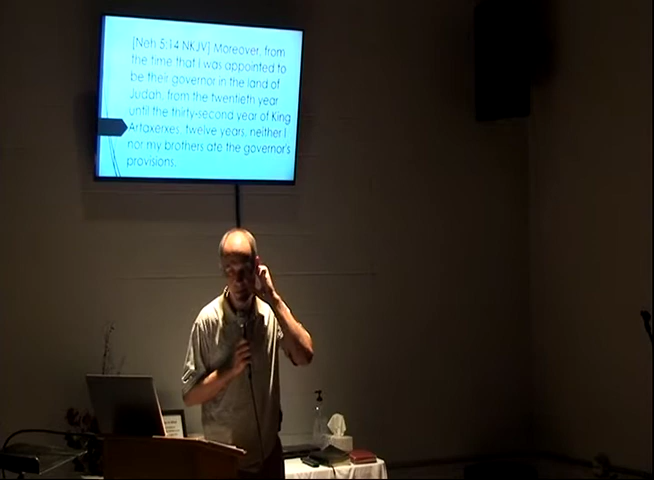 [Neh 5:14 NKJV] Moreover, from
the time that I was appointed to
be their governor in the land of
Judah, from the twentieth year
until the thirty-second year of King
Artaxerxes, twelve years, neither I
nor my brothers ate the governor's
provisions.